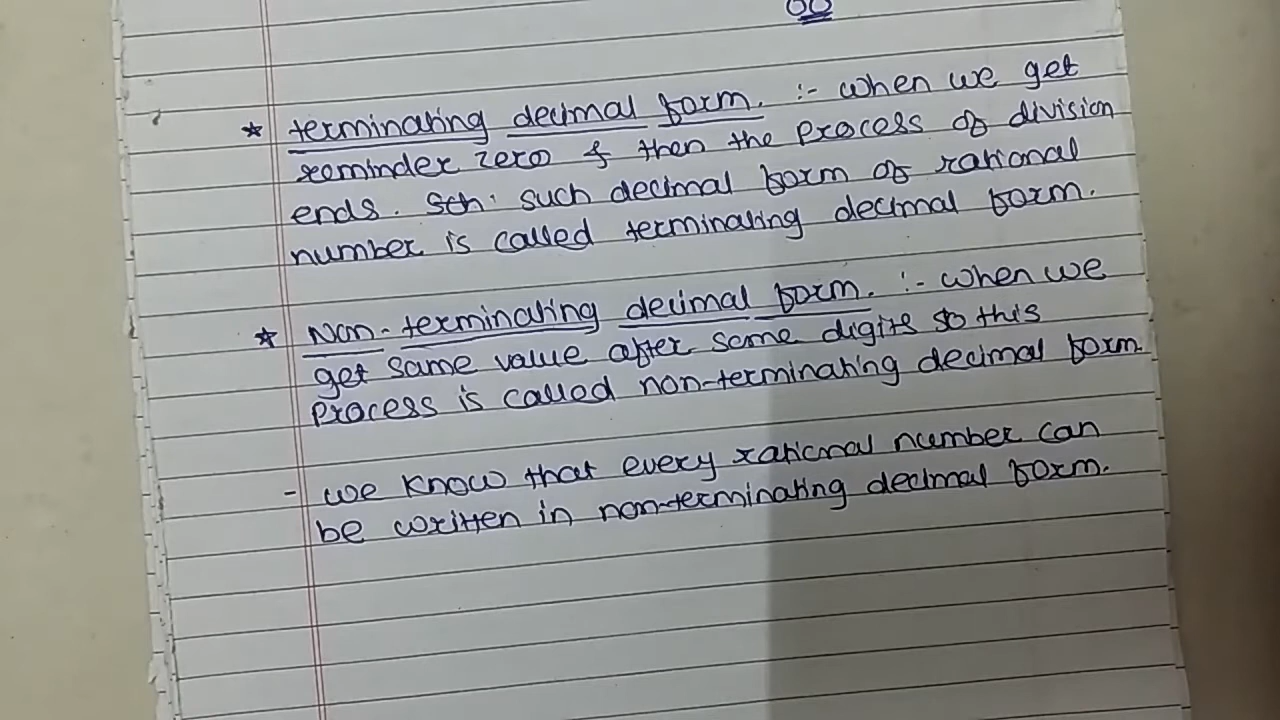 * terminating decimal form. :- when we get
reminder zero & then the process of division
ends. Sch. such decimal form of rational
number is called terminating decimal form.
* Non-terminating decimal form. :- when we
get same value after some digits so this
process is called non-terminating decimal form.
- we know that every rational number can
be written in non-terminating decimal form.